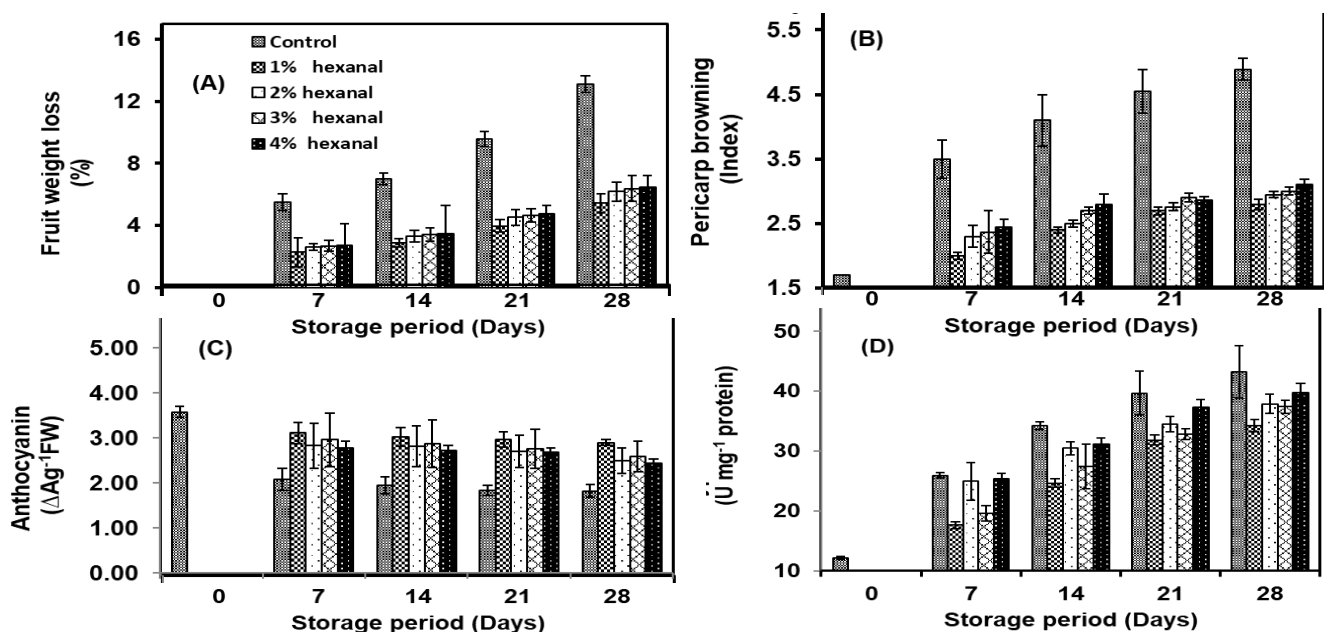 16
12
8
4
0
Fruit weight loss
(%)
(A)
Control
1% hexanal
2% hexanal
3% hexanal
4% hexanal
0 7 14 21 28
Storage period (Days)
5.5
4.5
3.5
2.5
1.5
Pericarp browning
(Index)
(B)
0 7 14 21 28
Storage period (Days)
5.00
4.00
3.00
2.00
1.00
0.00
Anthocyanin
(ΔAg-¹FW)
(C)
0 7 14 21 28
Storage period (Days)
50
40
30
20
10
(U mg⁻¹ protein)
(D)
0 7 14 21 28
Storage period (Days)